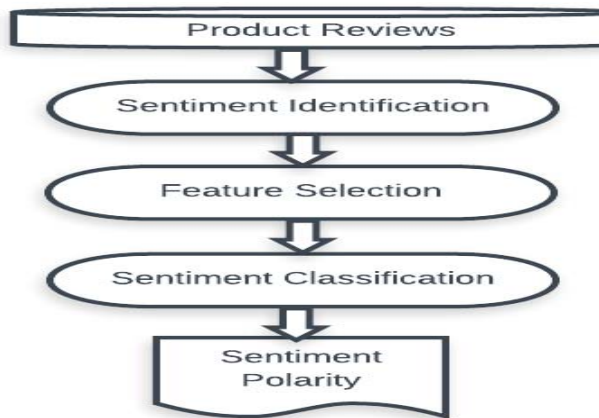 Product Reviews
Sentiment Identification
Feature Selection
Sentiment Classification
Sentiment
Polarity